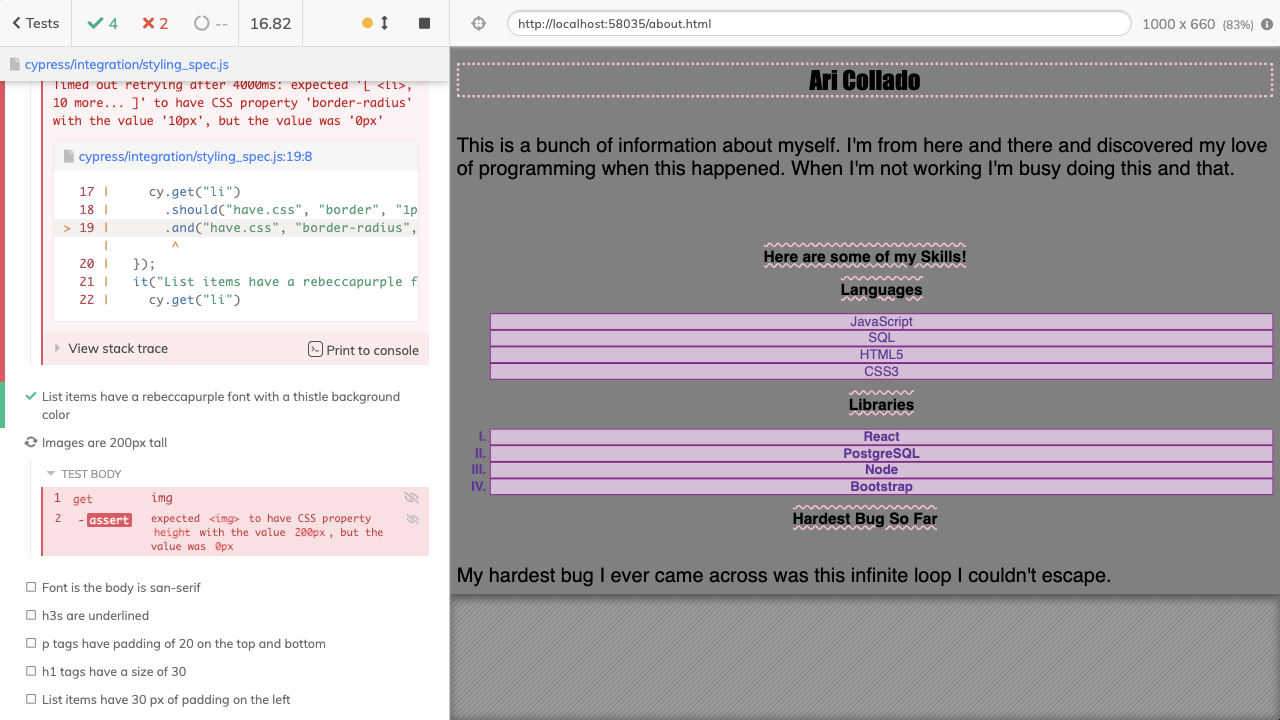 Tests
4
2
--
16.82
http://localhost:58035/about.html
1000 x 660 (83%)
cypress/integration/styling_spec.js
Timed out retrying after 4000ms: expected '[ <li>,
10 more... ]' to have CSS property 'border-radius'
with the value '10px', but the value was '0px'
cypress/integration/styling_spec.js:19:8
17 | cy.get("li")
18 | .should("have.css", "border", "1p
> 19 | .and("have.css", "border-radius",
| ^
20 | });
21 | it("List items have a rebeccapurple f
22 | cy.get("li")
View stack trace
Print to console
List items have a rebeccapurple font with a thistle background
color
Images are 200px tall
TEST BODY
1 get img
2 -assert expected <img> to have CSS property
height with the value 200px, but the
value was 0px
Font is the body is san-serif
h3s are underlined
p tags have padding of 20 on the top and bottom
h1 tags have a size of 30
List items have 30 px of padding on the left
Ari Collado
This is a bunch of information about myself. I'm from here and there and discovered my love
of programming when this happened. When I'm not working I'm busy doing this and that.
Here are some of my Skills!
Languages
JavaScript
SQL
HTML5
CSS3
Libraries
I. React
II. PostgreSQL
III. Node
IV. Bootstrap
Hardest Bug So Far
My hardest bug I ever came across was this infinite loop I couldn't escape.